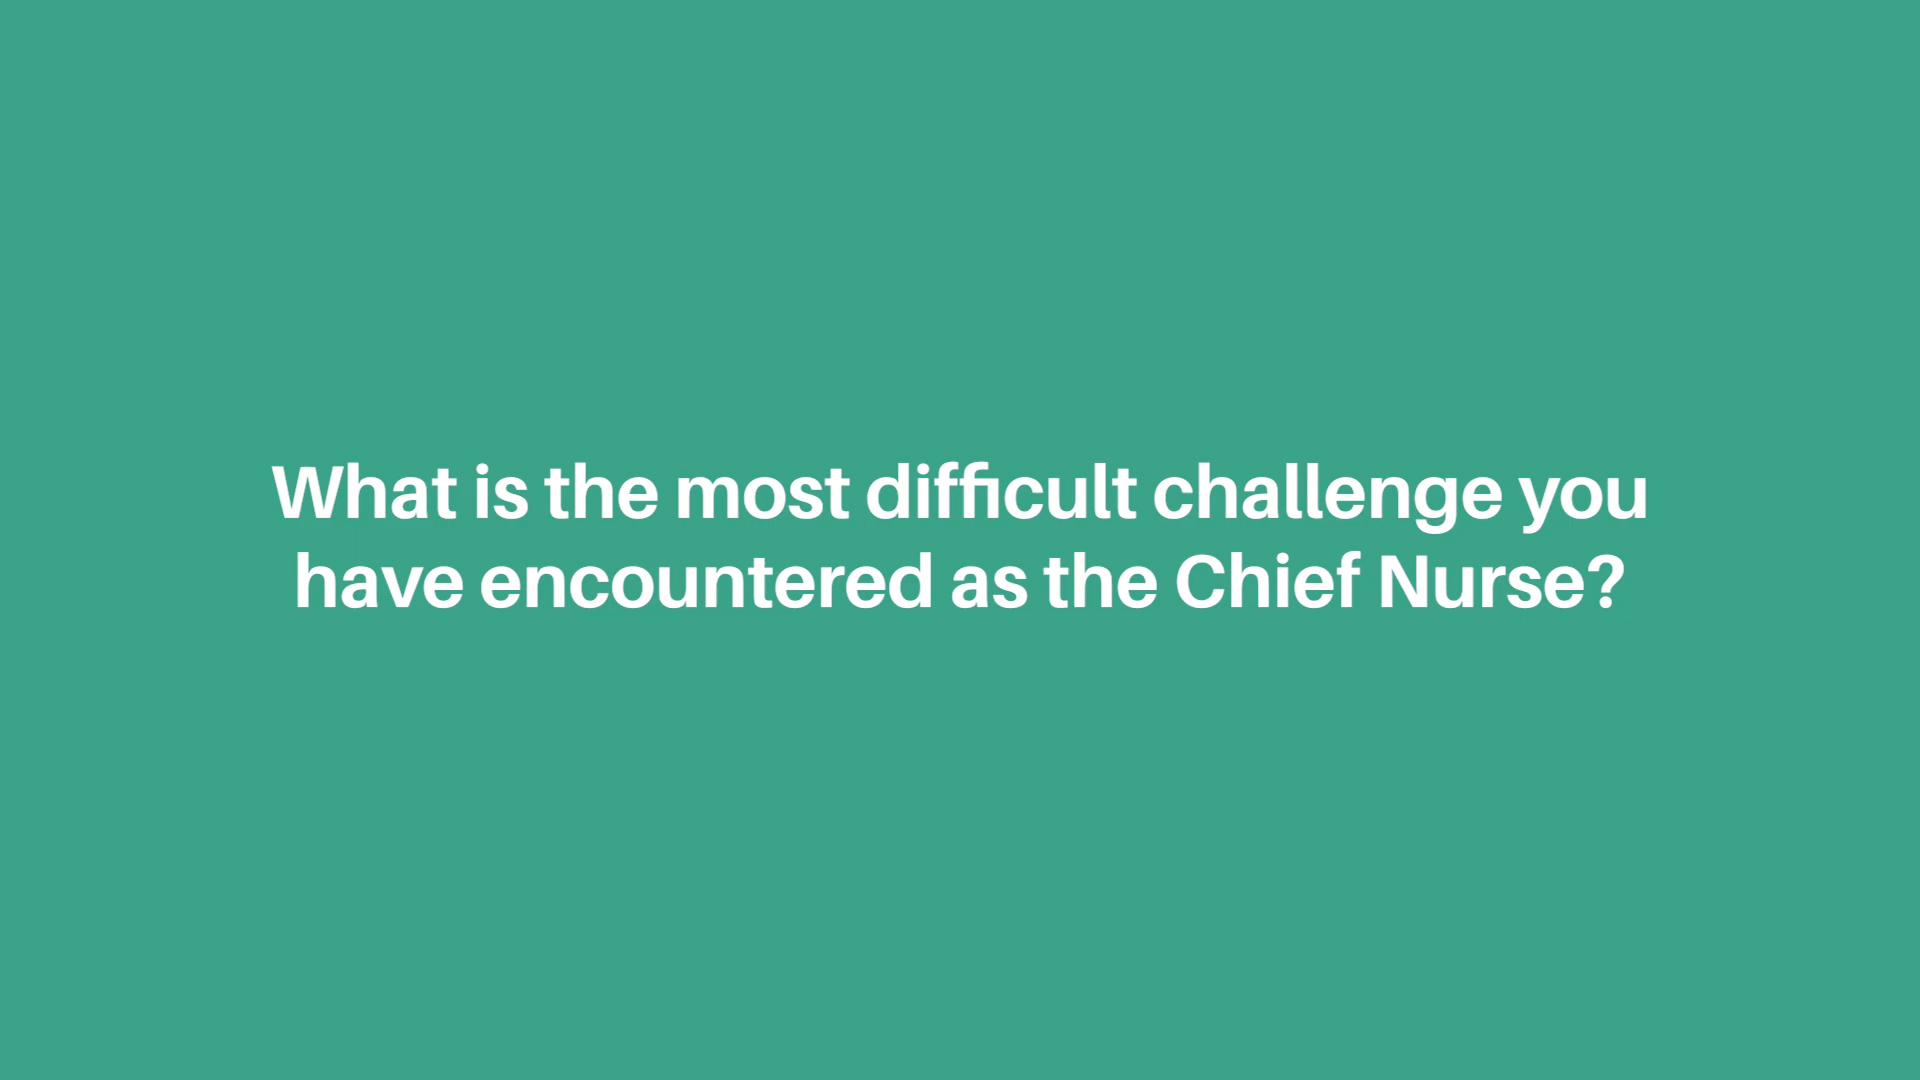 What is the most difficult challenge you
have encountered as the Chief Nurse?